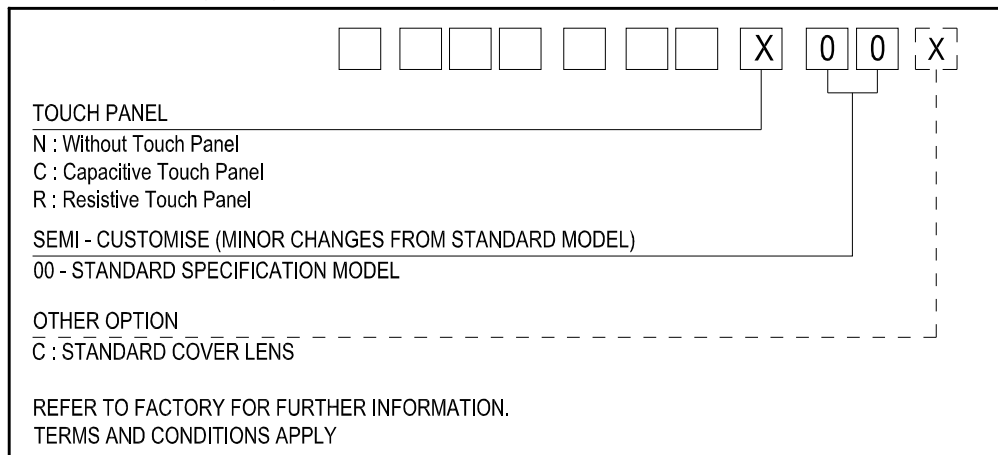 X 0 0 X
TOUCH PANEL
N : Without Touch Panel
C : Capacitive Touch Panel
R : Resistive Touch Panel
SEMI - CUSTOMISE (MINOR CHANGES FROM STANDARD MODEL)
00 - STANDARD SPECIFICATION MODEL
OTHER OPTION
C : STANDARD COVER LENS
REFER TO FACTORY FOR FURTHER INFORMATION.
TERMS AND CONDITIONS APPLY